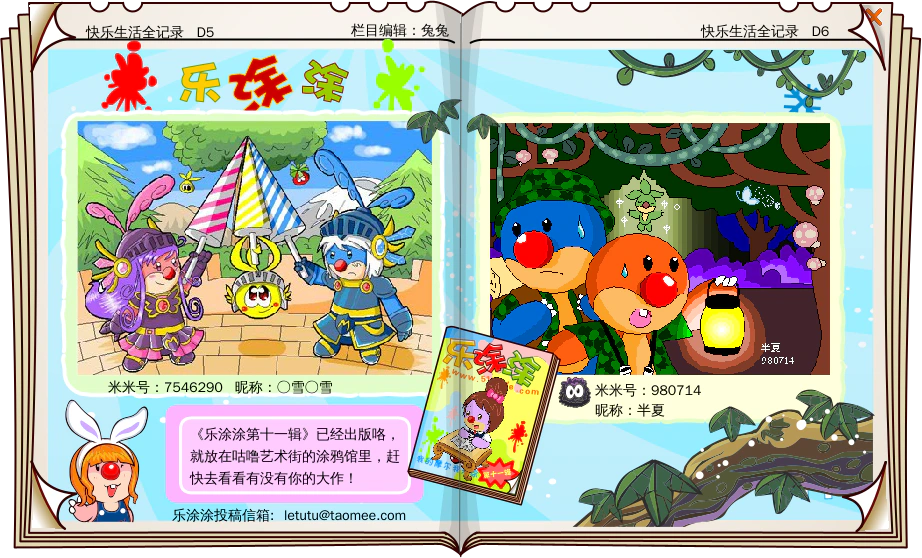 快乐生活全记录 D5
栏目编辑：兔兔
快乐生活全记录 D6
乐涂涂
半夏
980714
米米号：7546290 昵称：〇雪〇雪
乐涂涂
米米号：980714
昵称：半夏
《乐涂涂第十一辑》已经出版咯，
就放在咕噜艺术街的涂鸦馆里，赶
快去看看有没有你的大作！
第十一辑
乐涂涂投稿信箱: letutu@taomee.com